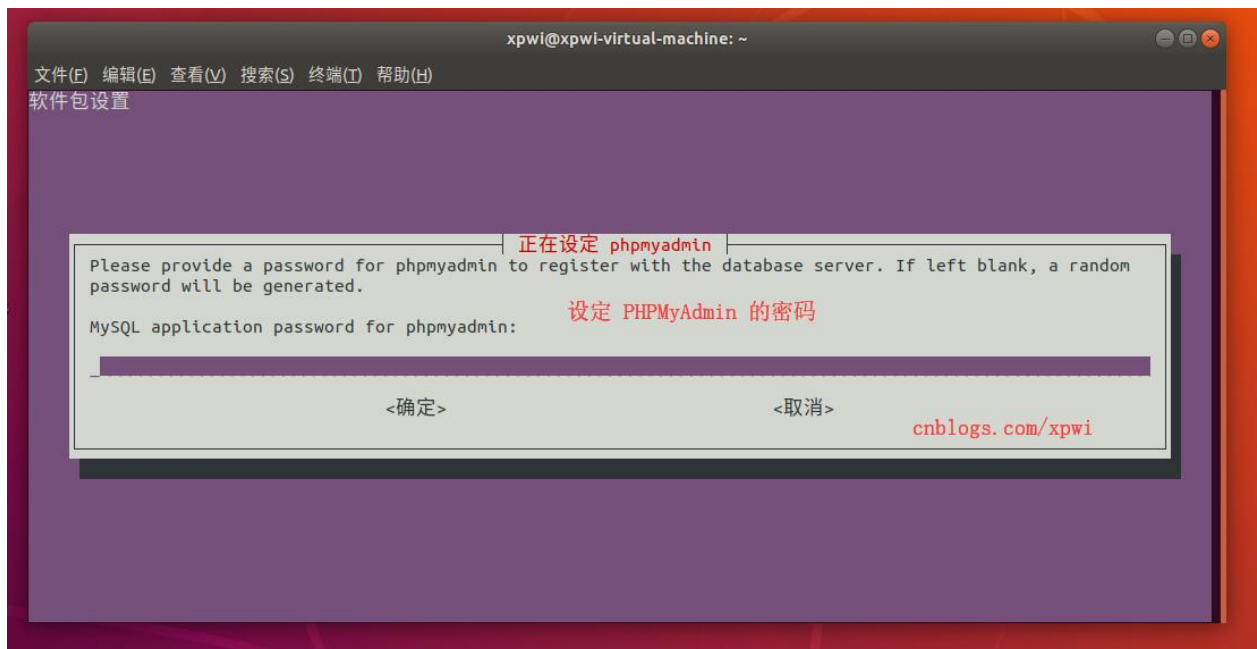 xpwi@xpwi-virtual-machine: ~
文件(F) 编辑(E) 查看(V) 搜索(S) 终端(T) 帮助(H)
软件包设置
正在设定 phpmyadmin
Please provide a password for phpmyadmin to register with the database server. If left blank, a random
password will be generated.
设定 PHPMyAdmin 的密码
MySQL application password for phpmyadmin:
<确定> <取消>
cnblogs.com/xpwi